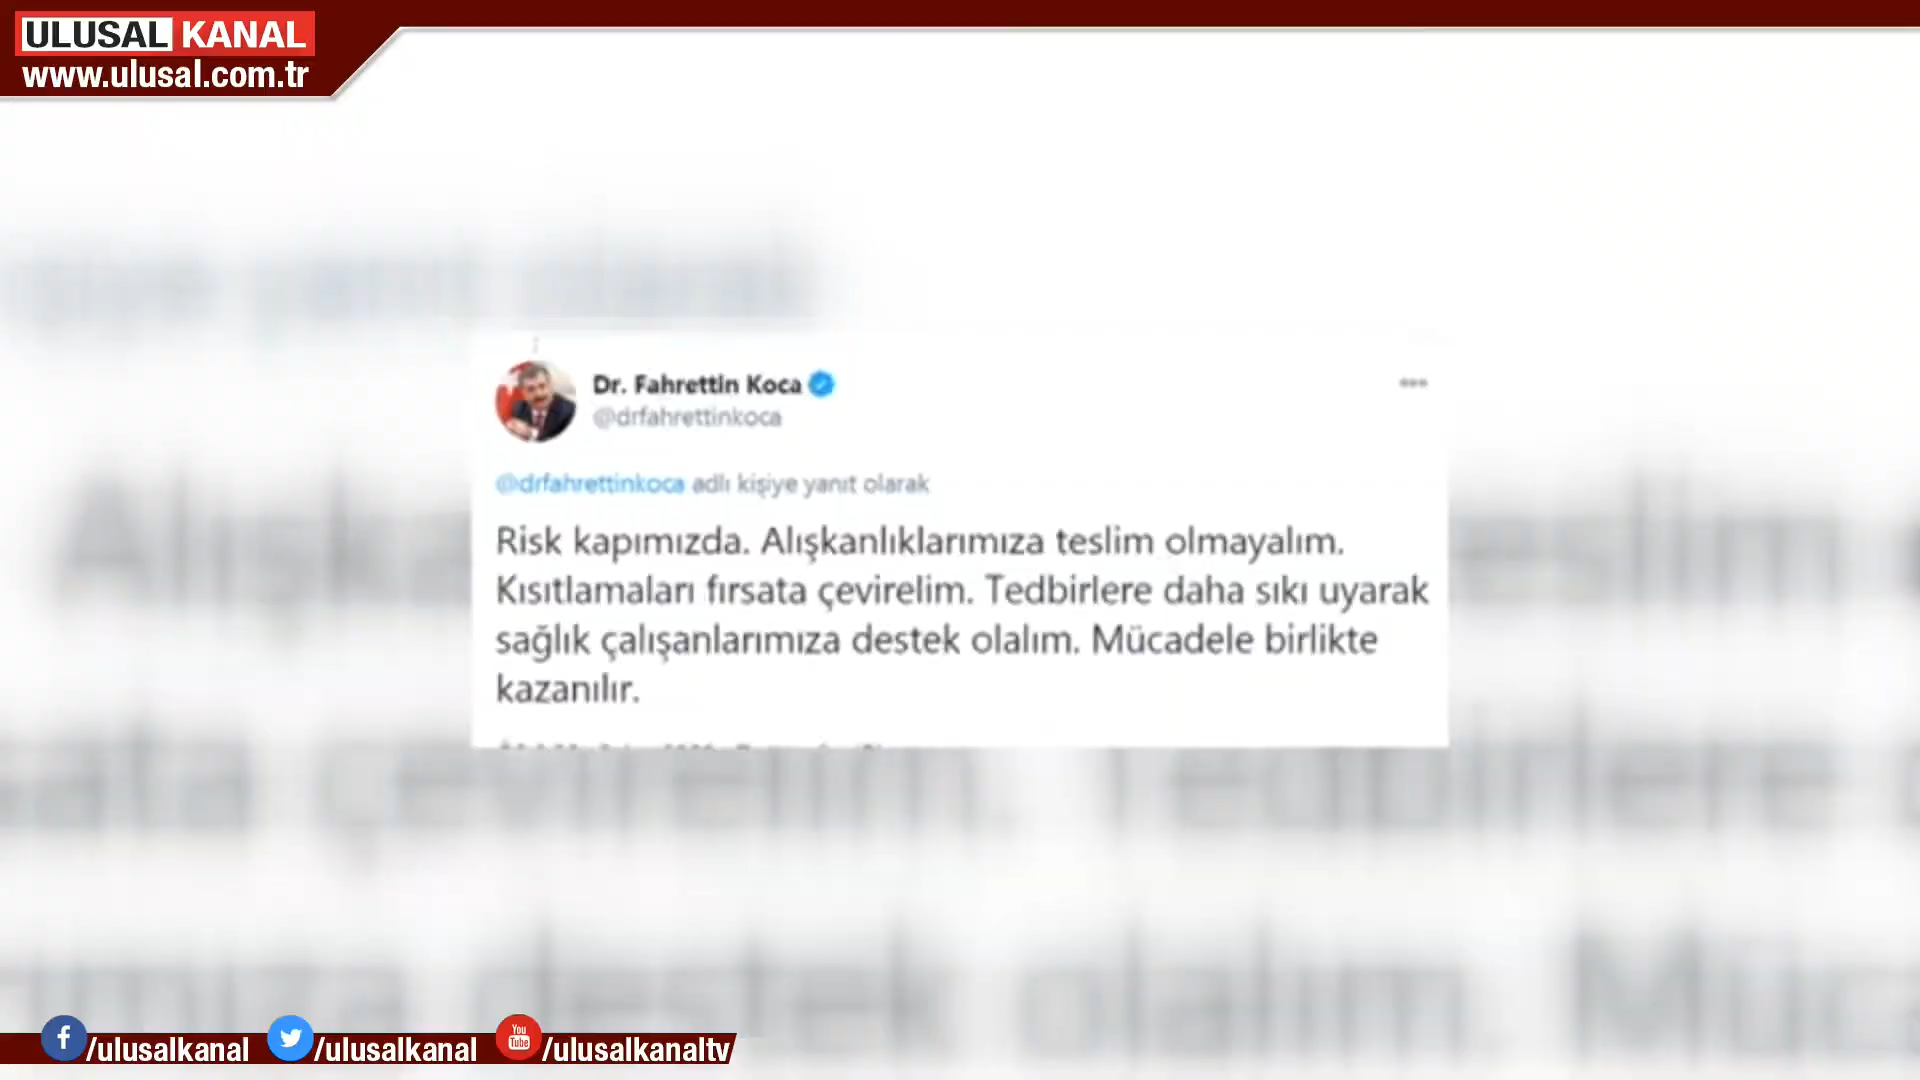 ULUSAL KANAL
www.ulusal.com.tr
Dr. Fahrettin Koca
@drfahrettinkoca
@drfahrettinkoca adlı kişiye yanıt olarak
Risk kapımızda. Alışkanlıklarımıza teslim olmayalım.
Kısıtlamaları fırsata çevirelim. Tedbirlere daha sıkı uyarak
sağlık çalışanlarımıza destek olalım. Mücadele birlikte
kazanılır.
/ulusalkanal /ulusalkanal You Tube /ulusalkanaltv